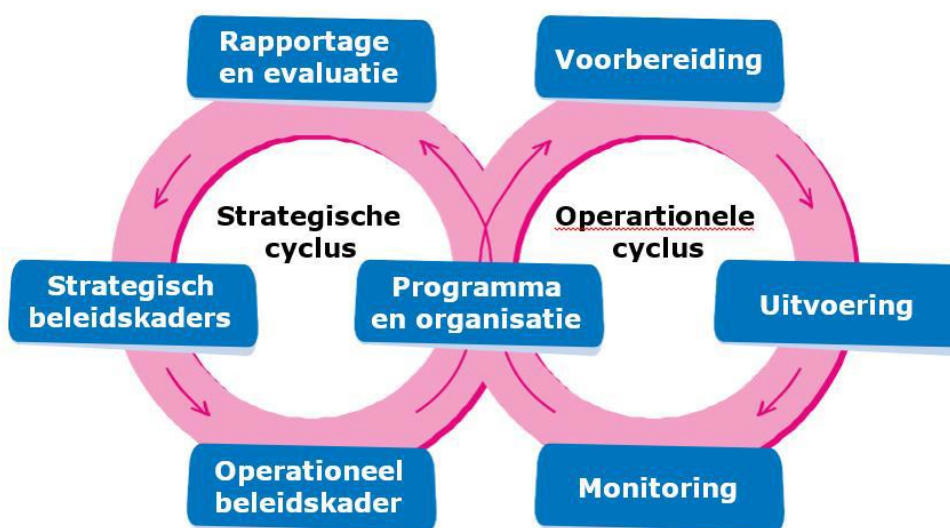 Rapportage
en evaluatie
Voorbereiding
Strategische
cyclus
Operartionele
cyclus
Strategisch
beleidskaders
Programma
en organisatie
Uitvoering
Operationeel
beleidskader
Monitoring